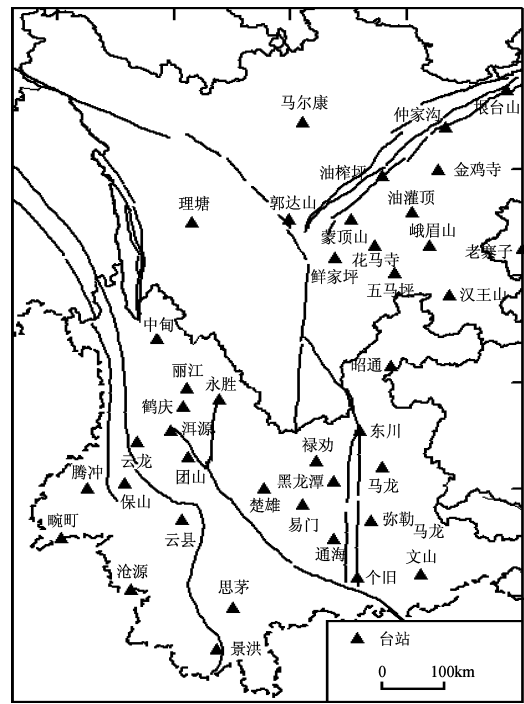 马尔康
仲家沟
油榨坪
金鸡寺
理塘
郭达山
油灌顶
蒙顶山
峨眉山
花马寺
老寨子
鲜家坪
五马坪
汉王山
中甸
昭通
丽江
永胜
鹤庆
洱源
东川
云龙
团山
禄劝
腾冲
保山
楚雄
黑龙潭
马龙
畹町
云县
易门
弥勒
马龙
通海
沧源
个旧
文山
思茅
景洪
台站
0 100km